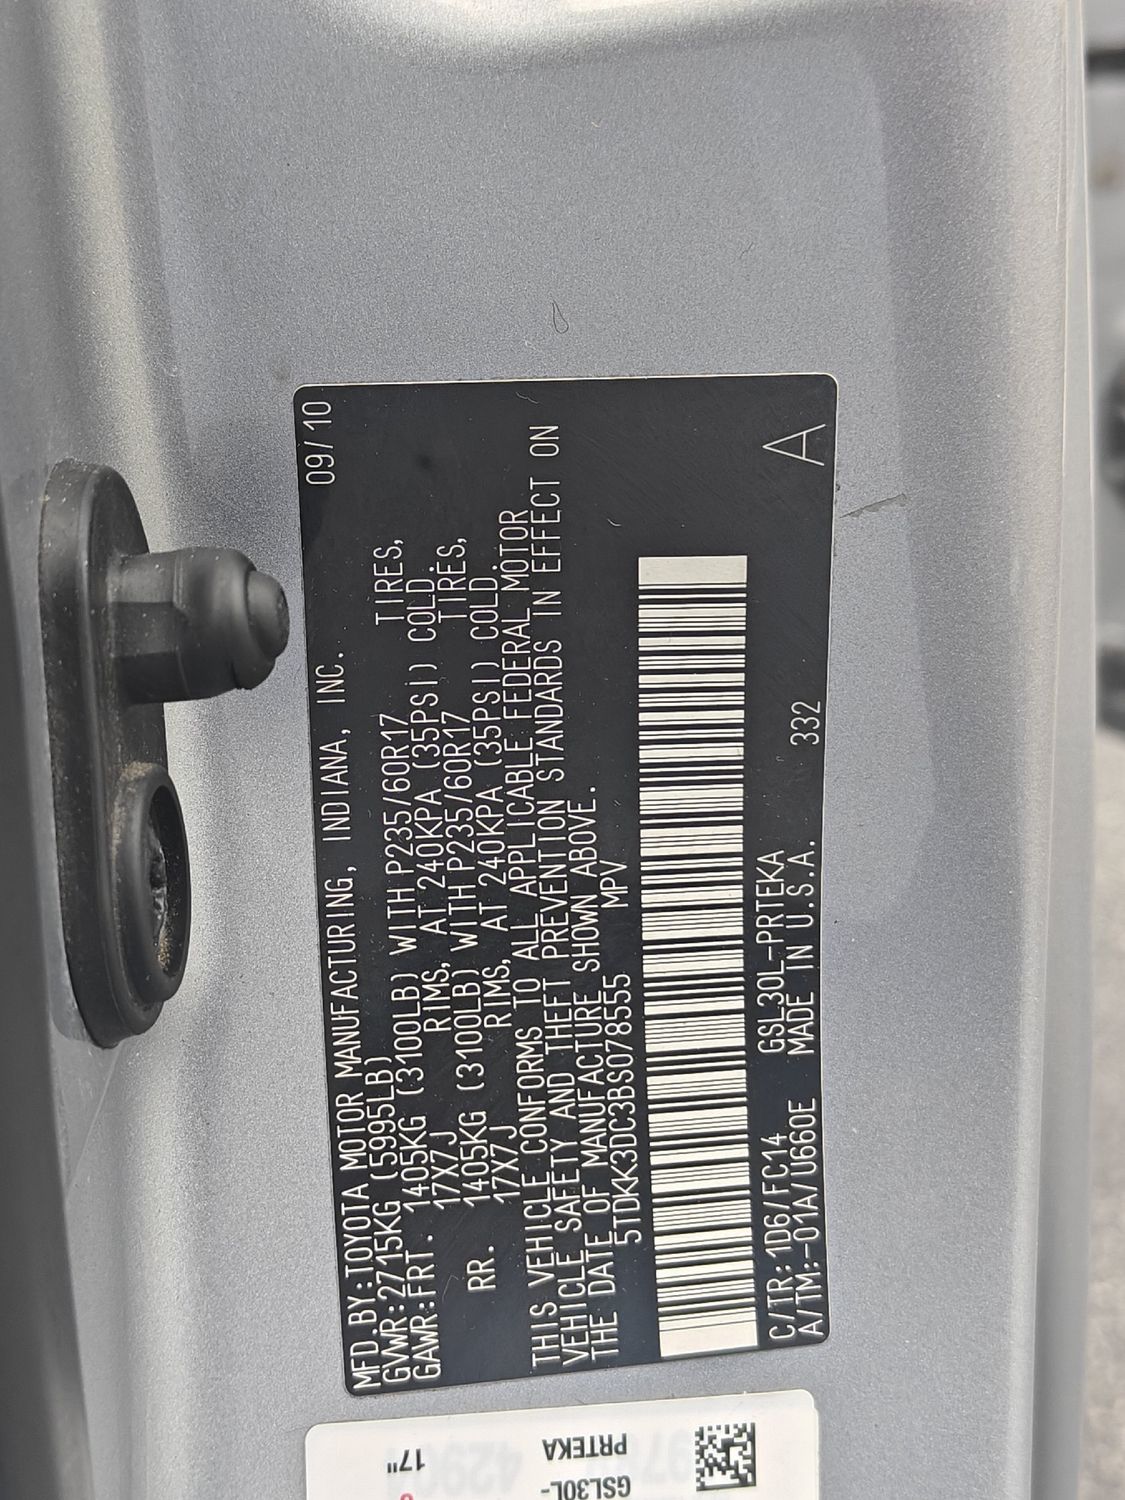 09/10
MFD.BY:TOYOTA MOTOR MANUFACTURING, INDIANA, INC.
GVWR:2715KG (5995LB)
GAWR:FRT. 1405KG (3100LB) WITH P235/60R17 TIRES,
17X7J RIMS, AT 240KPA (35PSI) COLD.
RR. 1405KG (3100LB) WITH P235/60R17 TIRES,
17X7J RIMS, AT 240KPA (35PSI) COLD.
THIS VEHICLE CONFORMS TO ALL APPLICABLE FEDERAL MOTOR
VEHICLE SAFETY AND THEFT PREVENTION STANDARDS IN EFFECT ON
THE DATE OF MANUFACTURE SHOWN ABOVE.
5TDKK3DC3BS078555 MPV
C/TR:1D6/FC14 GSL30L-PRTEKA
A/TM:-01A/U660E MADE IN U.S.A. 332
A
GSL30L-
PRTEKA
17"